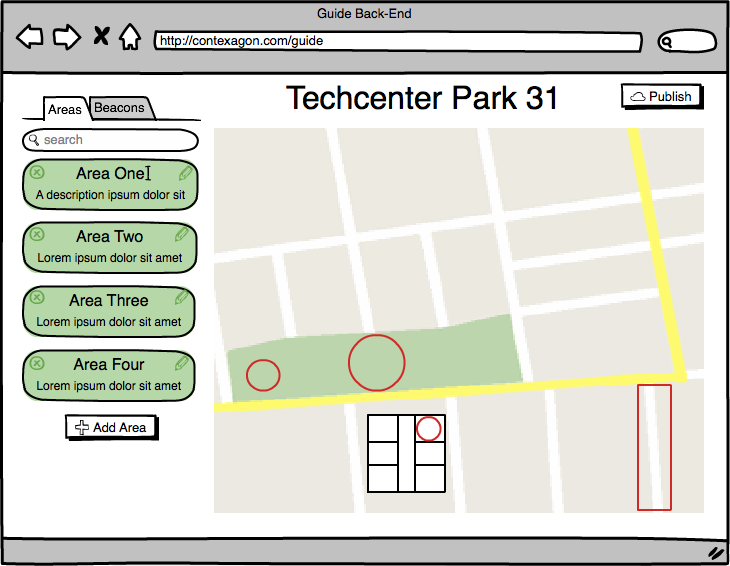 Guide Back-End
http://contexagon.com/guide
Techcenter Park 31
Publish
Areas
Beacons
search
Area One
A description ipsum dolor sit
Area Two
Lorem ipsum dolor sit amet
Area Three
Lorem ipsum dolor sit amet
Area Four
Lorem ipsum dolor sit amet
Add Area